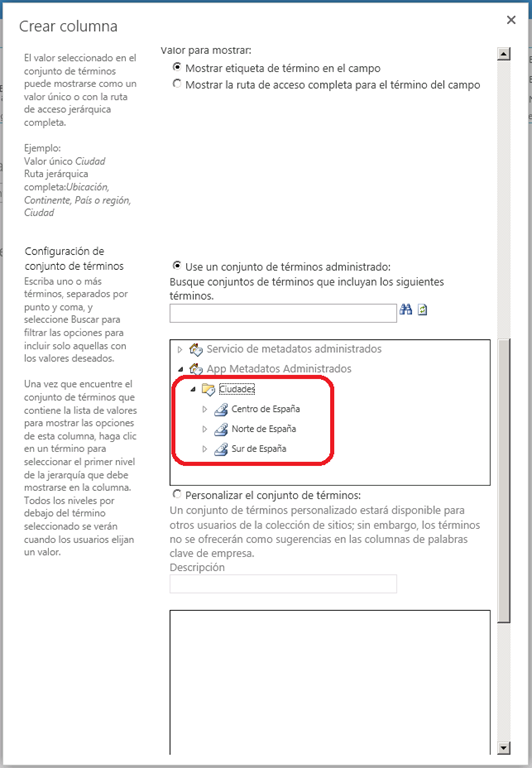 Crear columna
El valor seleccionado en el
conjunto de términos
puede mostrarse como un
valor único o con la ruta
de acceso jerárquica
completa.
Ejemplo:
Valor único Ciudad
Ruta jerárquica
completa:Ubicación,
Continente, País o región,
Ciudad
Valor para mostrar:
Mostrar etiqueta de término en el campo
Mostrar la ruta de acceso completa para el término del campo
Configuración de
conjunto de términos
Escriba uno o más
términos, separados por
punto y coma, y
seleccione Buscar para
filtrar las opciones para
incluir solo aquellas con
los valores deseados.
Una vez que encuentre el
conjunto de términos que
contiene la lista de valores
para mostrar las opciones
de esta columna, haga clic
en un término para
seleccionar el primer nivel
de la jerarquía que debe
mostrarse en la columna.
Todos los niveles por
debajo del término
seleccionado se verán
cuando los usuarios elijan
un valor.
Use un conjunto de términos administrado:
Busque conjuntos de términos que incluyan los siguientes
términos.
Servicio de metadatos administrados
App Metadatos Administrados
Ciudades
Centro de España
Norte de España
Sur de España
Personalizar el conjunto de términos:
Un conjunto de términos personalizado estará disponible para
otros usuarios de la colección de sitios; sin embargo, los términos
no se ofrecerán como sugerencias en las columnas de palabras
clave de empresa.
Descripción